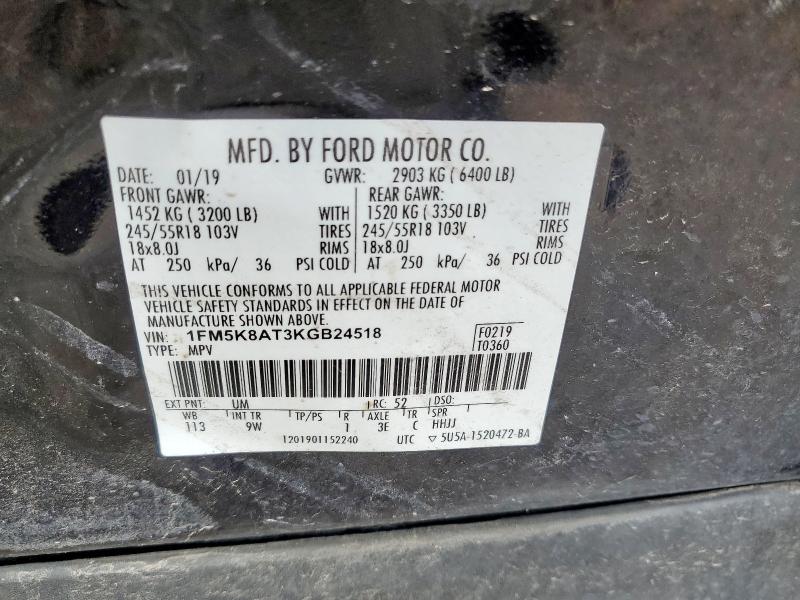 MFD. BY FORD MOTOR CO.
DATE: 01/19 GVWR: 2903 KG ( 6400 LB)
FRONT GAWR: REAR GAWR:
1452 KG ( 3200 LB) WITH 1520 KG ( 3350 LB) WITH
245/55R18 103V TIRES 245/55R18 103V TIRES
18x8.0J RIMS 18x8.0J RIMS
AT 250 kPa/ 36 PSI COLD AT 250 kPa/ 36 PSI COLD
THIS VEHICLE CONFORMS TO ALL APPLICABLE FEDERAL MOTOR
VEHICLE SAFETY STANDARDS IN EFFECT ON THE DATE OF
MANUFACTURE SHOWN ABOVE.
VIN: 1FM5K8AT3KGB24518 F0219
TYPE: MPV T0360
EXT PNT: UM RC: 52 DSO:
WB INT TR TP/PS R AXLE TR SPR
113 9W 1 3E C HHJJ
1201901152240 UTC ▽ 5U5A-1520472-BA